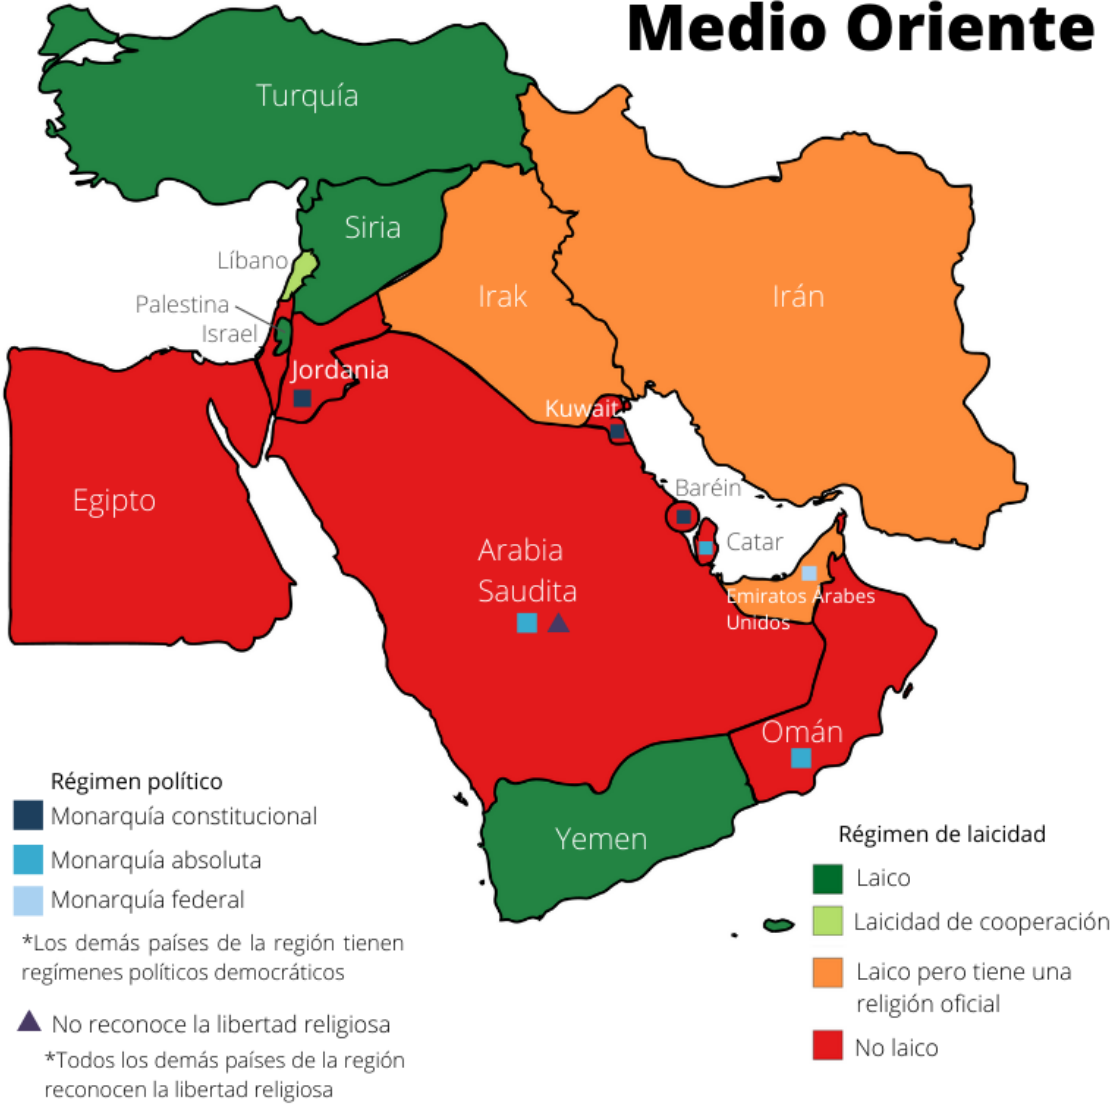 Medio Oriente
Turquía
Siria
Líbano
Irak
Irán
Palestina
Israel
Jordania
Kuwait
Egipto
Baréin
Catar
Arabia
Saudita
Emiratos Árabes
Unidos
Omán
Yemen
Régimen político
Monarquía constitucional
Monarquía absoluta
Monarquía federal
*Los demás países de la región tienen
regímenes políticos democráticos
No reconoce la libertad religiosa
*Todos los demás países de la región
reconocen la libertad religiosa
Régimen de laicidad
Laico
Laicidad de cooperación
Laico pero tiene una
religión oficial
No laico